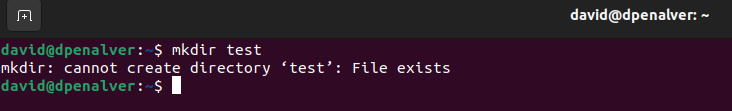 david@dpenalver: ~
david@dpenalver:~$ mkdir test
mkdir: cannot create directory ‘test’: File exists
david@dpenalver:~$